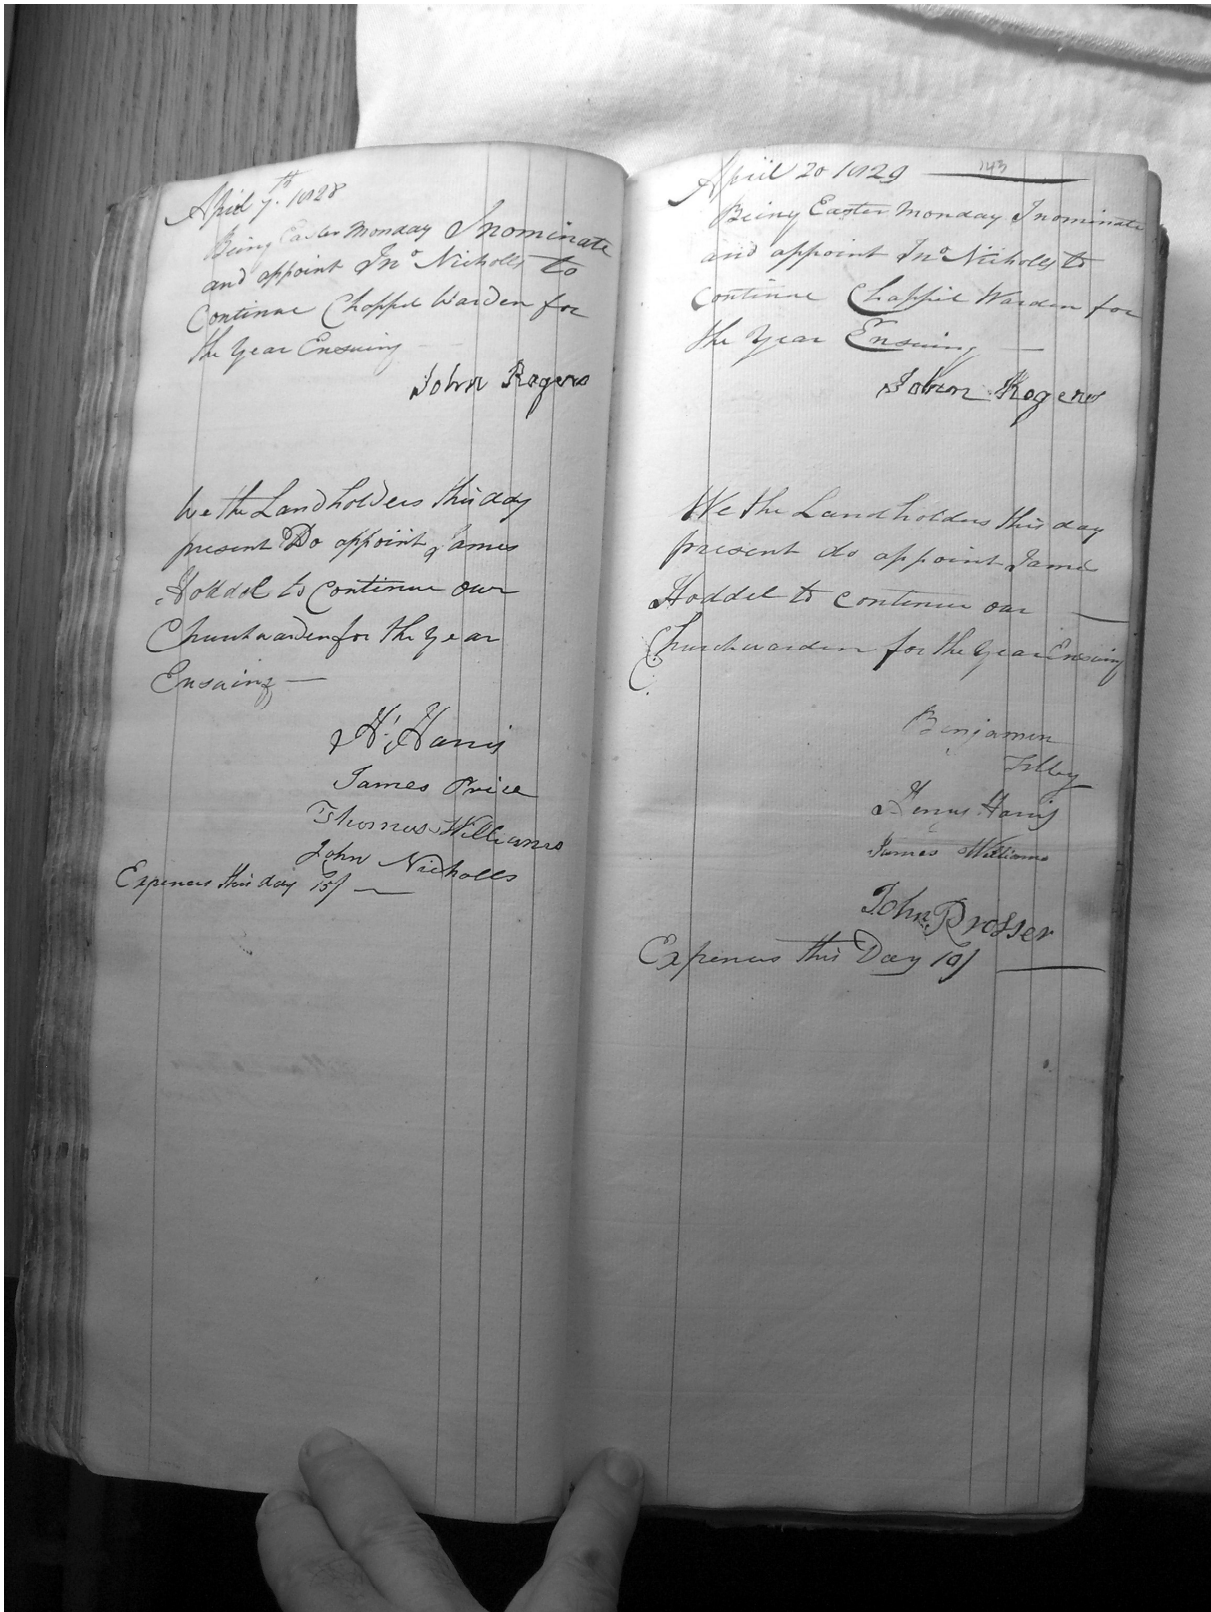 April 7th 1828
Being Easter Monday I nominate
and appoint Jno Nicholls to
Continue Chappel Warden for
the Year Ensuing
John Rogers
We the Landholders this day
present Do appoint James
Hoddel to Continue our
Churchwarden for the Year
Ensuing
Hy Harris
James Price
Thomas Williams
John Nicholls
Expences this day 15/
143
April 20 1829
Being Easter Monday I nominate
and appoint Jno Nicholls to
Continue Chappel Warden for
the Year Ensuing
John Rogers
We the Landholders this day
present do appoint James
Hoddel to continue our
Churchwarden for the Year Ensuing
Benjamin
Tilby
Harris
James Williams
John Prosser
Expences this Day 10/